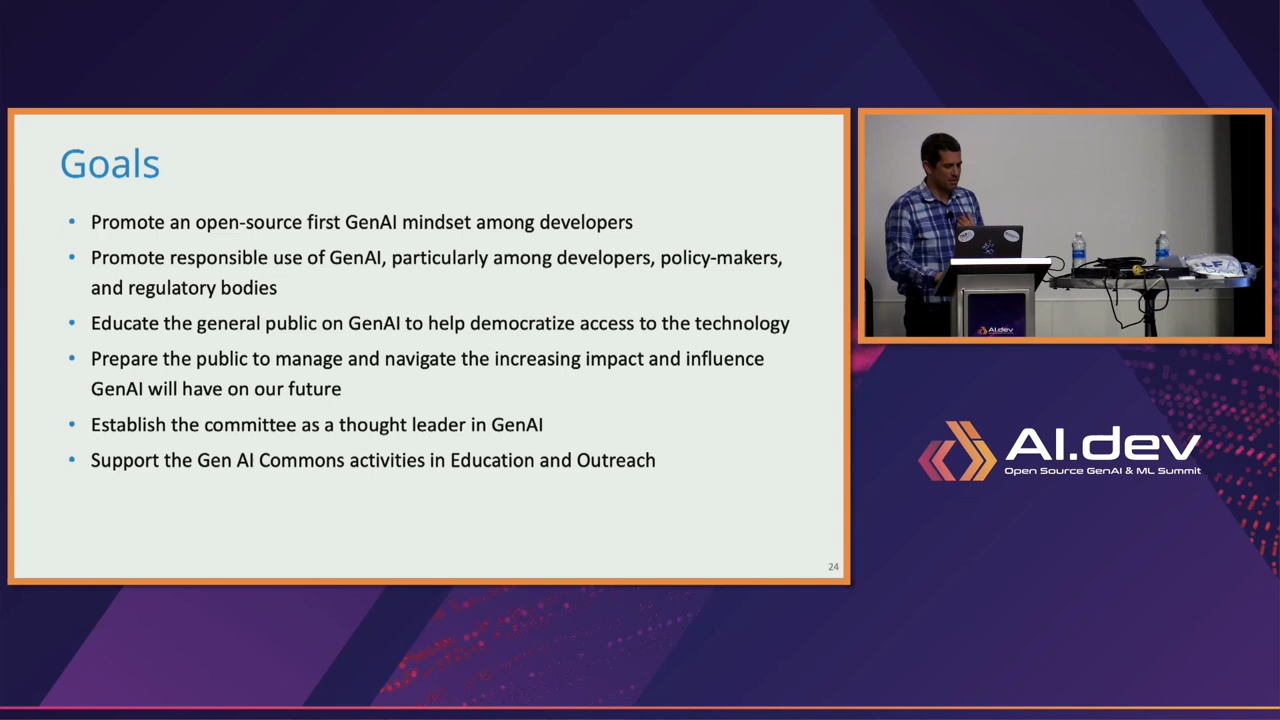 Goals
• Promote an open-source first GenAI mindset among developers
• Promote responsible use of GenAI, particularly among developers, policy-makers,
and regulatory bodies
• Educate the general public on GenAI to help democratize access to the technology
• Prepare the public to manage and navigate the increasing impact and influence
GenAI will have on our future
• Establish the committee as a thought leader in GenAI
• Support the Gen AI Commons activities in Education and Outreach
24
AI.dev
AI.dev
Open Source GenAI & ML Summit